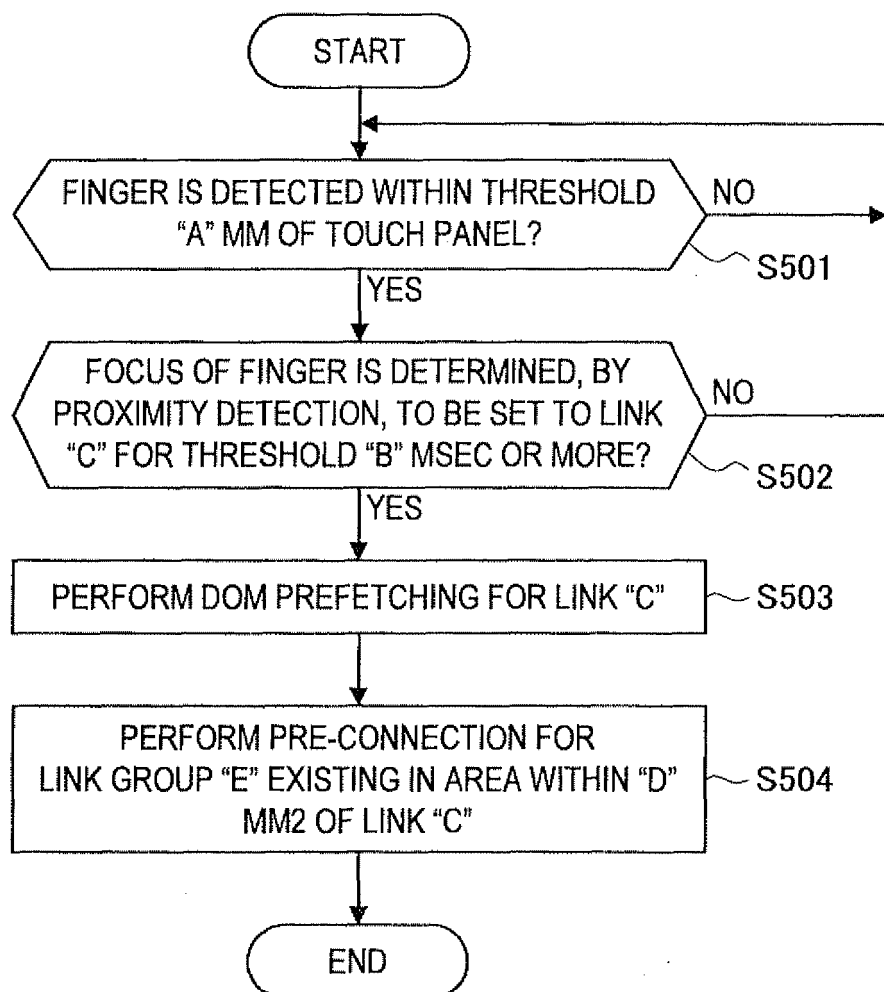 START
FINGER IS DETECTED WITHIN THRESHOLD
“A” MM OF TOUCH PANEL?
NO
S501
YES
FOCUS OF FINGER IS DETERMINED, BY
PROXIMITY DETECTION, TO BE SET TO LINK
“C” FOR THRESHOLD “B” MSEC OR MORE?
NO
S502
YES
PERFORM DOM PREFETCHING FOR LINK “C”
S503
PERFORM PRE-CONNECTION FOR
LINK GROUP “E” EXISTING IN AREA WITHIN “D”
MM2 OF LINK “C”
S504
END